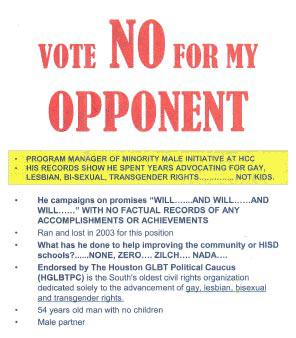 VOTE NO FOR MY
OPPONENT
• PROGRAM MANAGER OF MINORITY MALE INITIATIVE AT HCC
• HIS RECORDS SHOW HE SPENT YEARS ADVOCATING FOR GAY,
LESBIAN, BI-SEXUAL, TRANSGENDER RIGHTS............. NOT KIDS.
• He campaigns on promises “WILL.......AND WILL......AND
WILL......” WITH NO FACTUAL RECORDS OF ANY
ACCOMPLISHMENTS OR ACHIEVEMENTS
• Ran and lost in 2003 for this position
• What has he done to help improving the community or HISD
schools?......NONE, ZERO.... ZILCH.... NADA....
• Endorsed by The Houston GLBT Political Caucus
(HGLBTPC) is the South's oldest civil rights organization
dedicated solely to the advancement of gay, lesbian, bisexual
and transgender rights.
• 54 years old man with no children
• Male partner